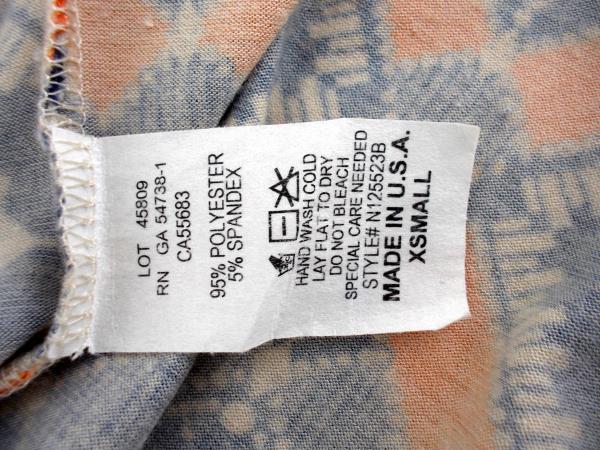 LOT 45809
RN GA 54738-1
CA55683
95% POLYESTER
5% SPANDEX
HAND WASH COLD
LAY FLAT TO DRY
DO NOT BLEACH
SPECIAL CARE NEEDED
STYLE# N125523B
MADE IN U.S.A.
XSMALL